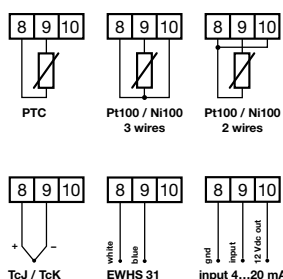 8 9 10
8 9 10
8 9 10
PTC
Pt100 / Ni100
3 wires
Pt100 / Ni100
2 wires
8 9 10
8 9 10
8 9 10
+ −
white
blue
gnd
input
12 Vdc out
TcJ / TcK
EWHS 31
input 4...20 mA